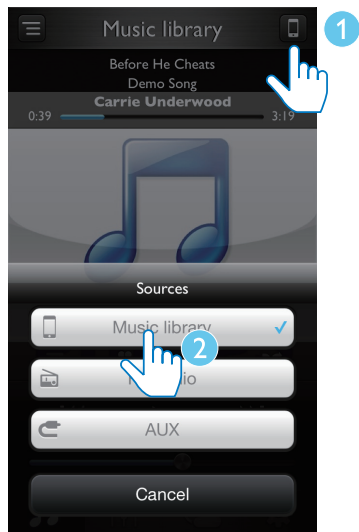 Music library
1
Before He Cheats
Demo Song
Carrie Underwood
0:39
3:19
Sources
Music library
2
AUX
Cancel